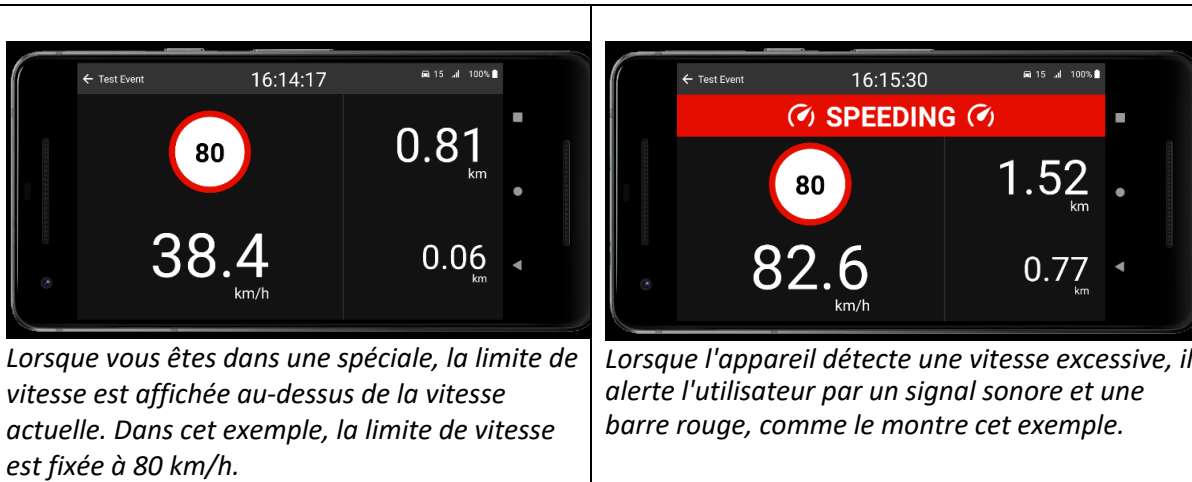 ← Test Event 16:14:17 15 100%
80
0.81
km
38.4
km/h
0.06
km
Lorsque vous êtes dans une spéciale, la limite de
vitesse est affichée au-dessus de la vitesse
actuelle. Dans cet exemple, la limite de vitesse
est fixée à 80 km/h.
← Test Event 16:15:30 15 100%
SPEEDING
80
1.52
km
82.6
km/h
0.77
km
Lorsque l'appareil détecte une vitesse excessive, il
alerte l'utilisateur par un signal sonore et une
barre rouge, comme le montre cet exemple.